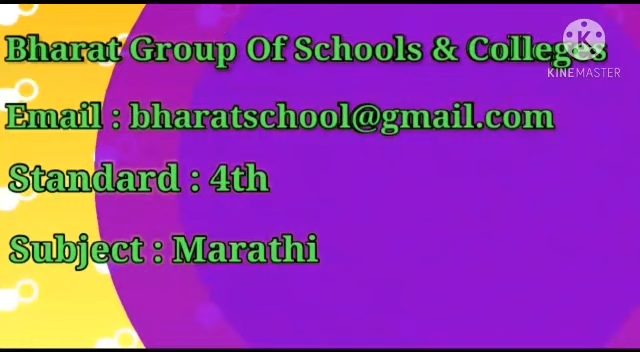 Bharat Group Of Schools & Colleges
KINEMASTER
Email : bharatschool@gmail.com
Standard : 4th
Subject : Marathi